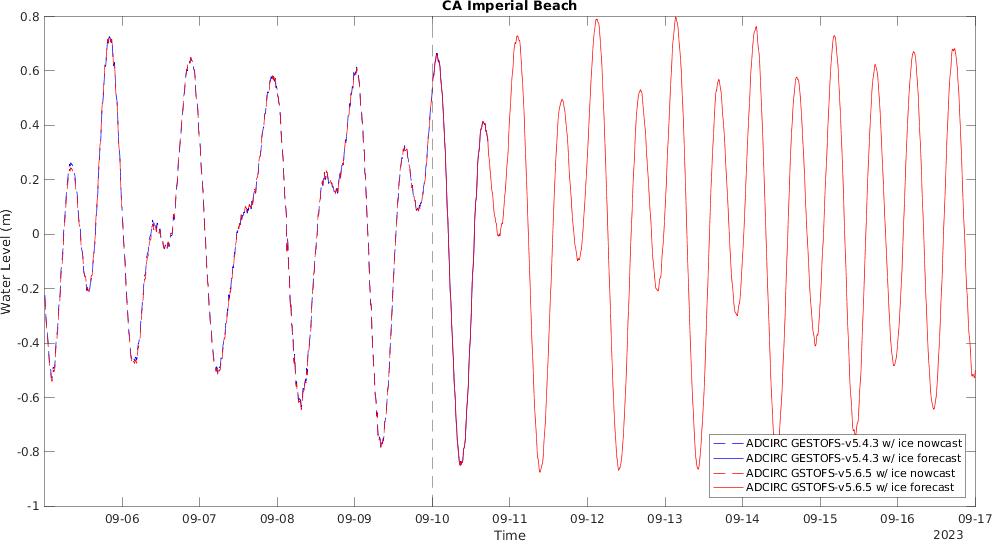 CA Imperial Beach
0.8
0.6
0.4
0.2
0
-0.2
-0.4
-0.6
-0.8
-1
Water Level (m)
09-06 09-07 09-08 09-09 09-10 09-11 09-12 09-13 09-14 09-15 09-16 09-17
Time
2023
ADCIRC GESTOFS-v5.4.3 w/ ice nowcast
ADCIRC GESTOFS-v5.4.3 w/ ice forecast
ADCIRC GSTOFS-v5.6.5 w/ ice nowcast
ADCIRC GSTOFS-v5.6.5 w/ ice forecast